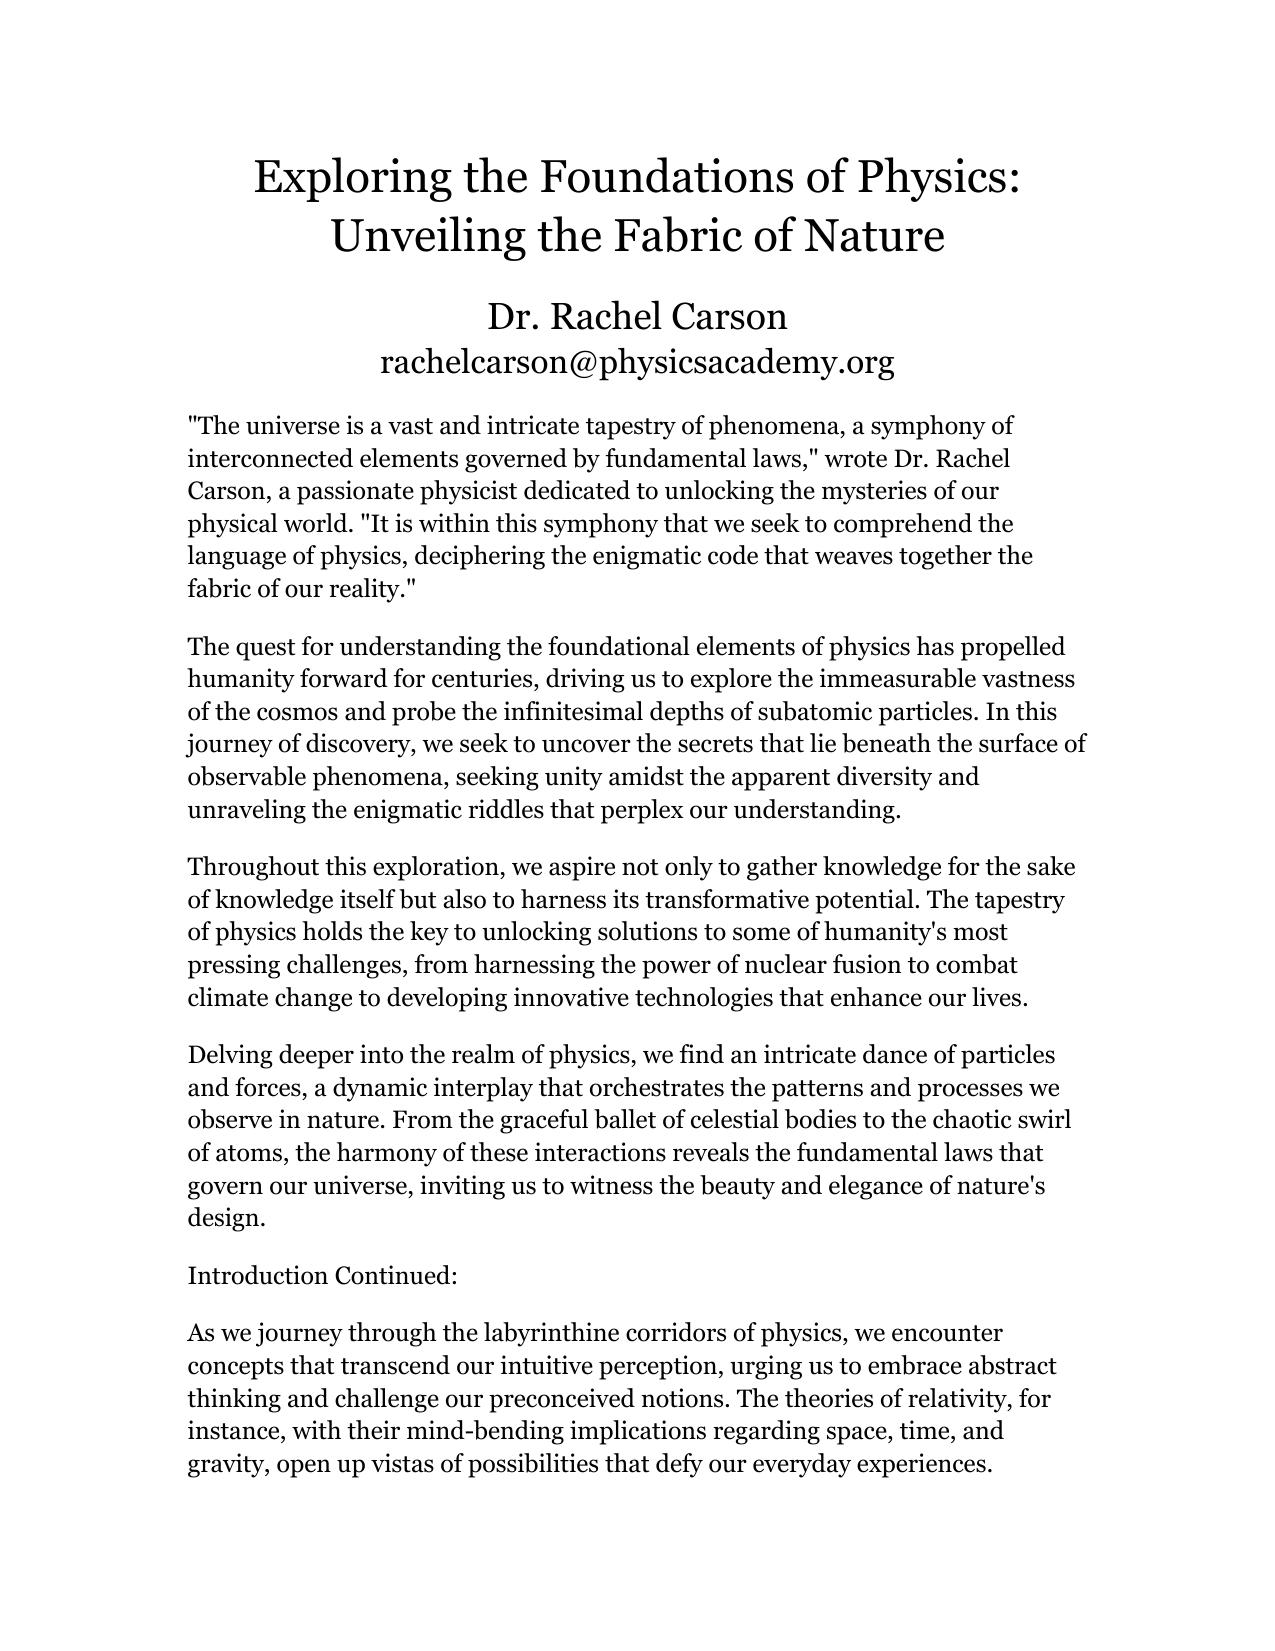 Exploring the Foundations of Physics:
Unveiling the Fabric of Nature
Dr. Rachel Carson
rachelcarson@physicsacademy.org
"The universe is a vast and intricate tapestry of phenomena, a symphony of
interconnected elements governed by fundamental laws," wrote Dr. Rachel
Carson, a passionate physicist dedicated to unlocking the mysteries of our
physical world. "It is within this symphony that we seek to comprehend the
language of physics, deciphering the enigmatic code that weaves together the
fabric of our reality."
The quest for understanding the foundational elements of physics has propelled
humanity forward for centuries, driving us to explore the immeasurable vastness
of the cosmos and probe the infinitesimal depths of subatomic particles. In this
journey of discovery, we seek to uncover the secrets that lie beneath the surface of
observable phenomena, seeking unity amidst the apparent diversity and
unraveling the enigmatic riddles that perplex our understanding.
Throughout this exploration, we aspire not only to gather knowledge for the sake
of knowledge itself but also to harness its transformative potential. The tapestry
of physics holds the key to unlocking solutions to some of humanity's most
pressing challenges, from harnessing the power of nuclear fusion to combat
climate change to developing innovative technologies that enhance our lives.
Delving deeper into the realm of physics, we find an intricate dance of particles
and forces, a dynamic interplay that orchestrates the patterns and processes we
observe in nature. From the graceful ballet of celestial bodies to the chaotic swirl
of atoms, the harmony of these interactions reveals the fundamental laws that
govern our universe, inviting us to witness the beauty and elegance of nature's
design.
Introduction Continued:
As we journey through the labyrinthine corridors of physics, we encounter
concepts that transcend our intuitive perception, urging us to embrace abstract
thinking and challenge our preconceived notions. The theories of relativity, for
instance, with their mind-bending implications regarding space, time, and
gravity, open up vistas of possibilities that defy our everyday experiences.